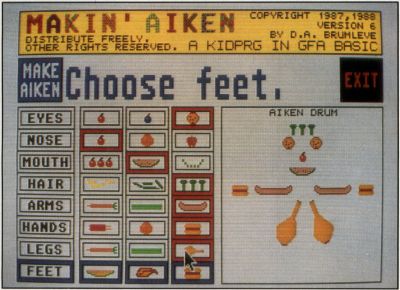 MAKIN' AIKEN
COPYRIGHT 1987,1988
VERSION 6
DISTRIBUTE FREELY.
BY D.A. BRUMLEVE
OTHER RIGHTS RESERVED.
A KIDPRG IN GFA BASIC
MAKE
AIKEN
Choose feet.
EXIT
EYES
AIKEN DRUM
NOSE
MOUTH
HAIR
ARMS
HANDS
LEGS
FEET